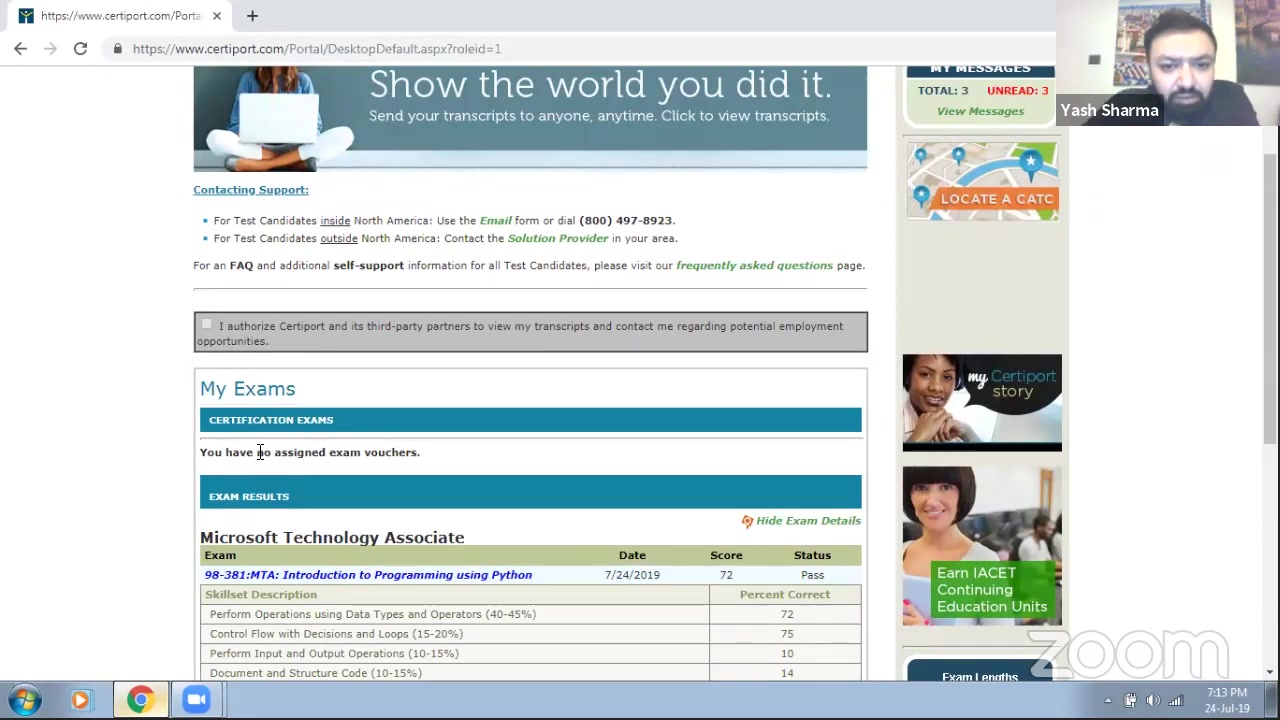 https://www.certiport.com/Porta
https://www.certiport.com/Portal/DesktopDefault.aspx?roleid=1
Show the world you did it.
Send your transcripts to anyone, anytime. Click to view transcripts.
Contacting Support:
For Test Candidates inside North America: Use the Email form or dial (800) 497-8923.
For Test Candidates outside North America: Contact the Solution Provider in your area.
For an FAQ and additional self-support information for all Test Candidates, please visit our frequently asked questions page.
I authorize Certiport and its third-party partners to view my transcripts and contact me regarding potential employment
opportunities.
My Exams
CERTIFICATION EXAMS
You have no assigned exam vouchers.
EXAM RESULTS
Hide Exam Details
Microsoft Technology Associate
Exam Date Score Status
98-381:MTA: Introduction to Programming using Python 7/24/2019 72 Pass
Skillset Description Percent Correct
Perform Operations using Data Types and Operators (40-45%) 72
Control Flow with Decisions and Loops (15-20%) 75
Perform Input and Output Operations (10-15%) 10
Document and Structure Code (10-15%) 14
MY MESSAGES
TOTAL: 3 UNREAD: 3
View Messages
LOCATE A CATC
my Certiport
story
Earn IACET
Continuing
Education Units
Exam Lengths
Yash Sharma
zoom
7:13 PM
24-Jul-19